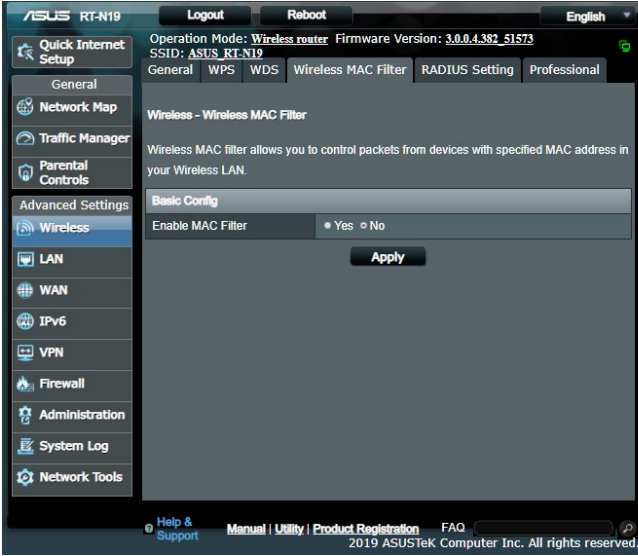 ASUS RT-N19 Logout Reboot English
Quick Internet Setup
Operation Mode: Wireless router Firmware Version: 3.0.0.4.382_51573
SSID: ASUS_RT-N19
General WPS WDS Wireless MAC Filter RADIUS Setting Professional
General
Network Map
Traffic Manager
Parental Controls
Advanced Settings
Wireless
LAN
WAN
IPv6
VPN
Firewall
Administration
System Log
Network Tools
Wireless - Wireless MAC Filter
Wireless MAC filter allows you to control packets from devices with specified MAC address in
your Wireless LAN.
Basic Config
Enable MAC Filter Yes No
Apply
Help & Support Manual | Utility | Product Registration FAQ
2019 ASUSTeK Computer Inc. All rights reserved.